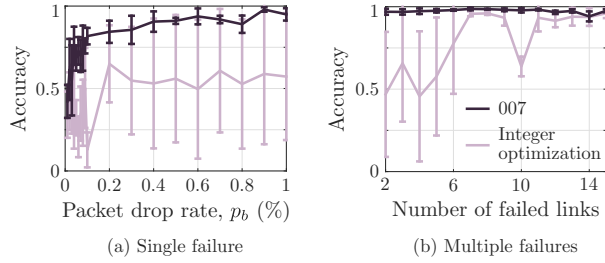 1
0.5
0
Accuracy
0 0.2 0.4 0.6 0.8 1
Packet drop rate, p_b (%)
(a) Single failure
1
0.5
0
Accuracy
007
Integer
optimization
2 6 10 14
Number of failed links
(b) Multiple failures